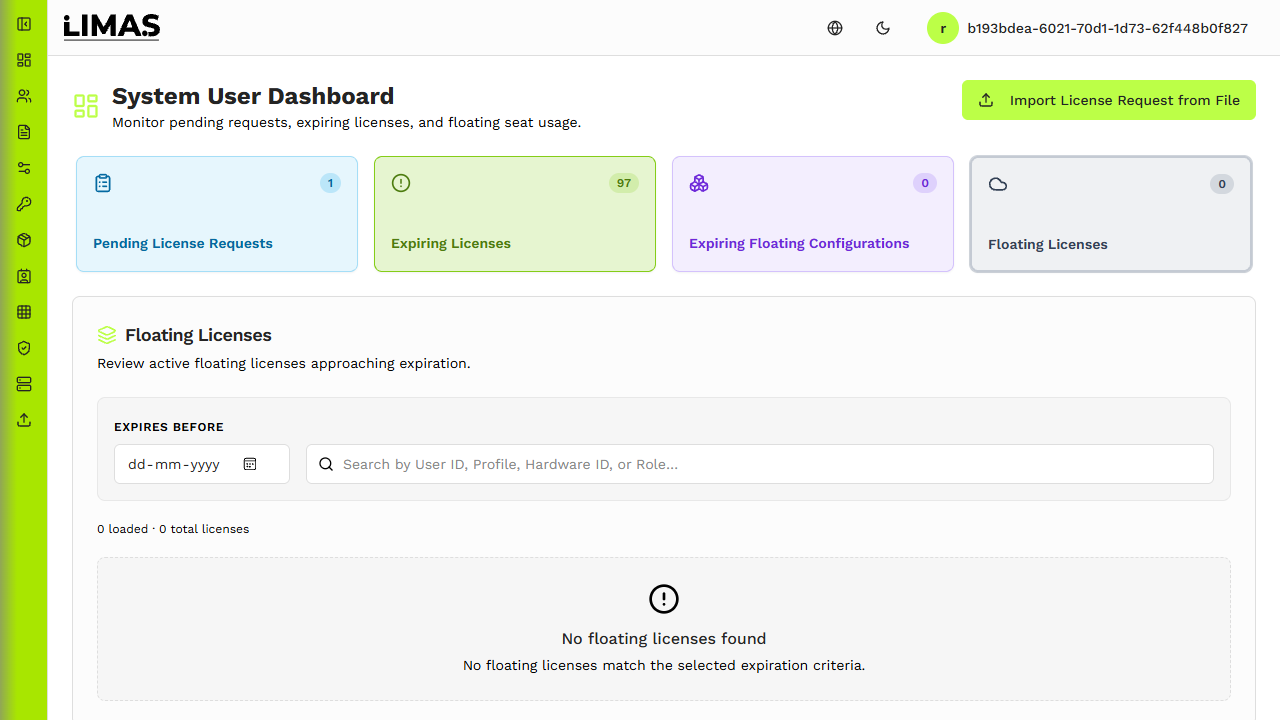 LIMAS
r
b193bdea-6021-70d1-1d73-62f448b0f827
System User Dashboard
Monitor pending requests, expiring licenses, and floating seat usage.
Import License Request from File
1
Pending License Requests
97
Expiring Licenses
0
Expiring Floating Configurations
0
Floating Licenses
Floating Licenses
Review active floating licenses approaching expiration.
EXPIRES BEFORE
dd-mm-yyyy
Search by User ID, Profile, Hardware ID, or Role...
0 loaded · 0 total licenses
No floating licenses found
No floating licenses match the selected expiration criteria.